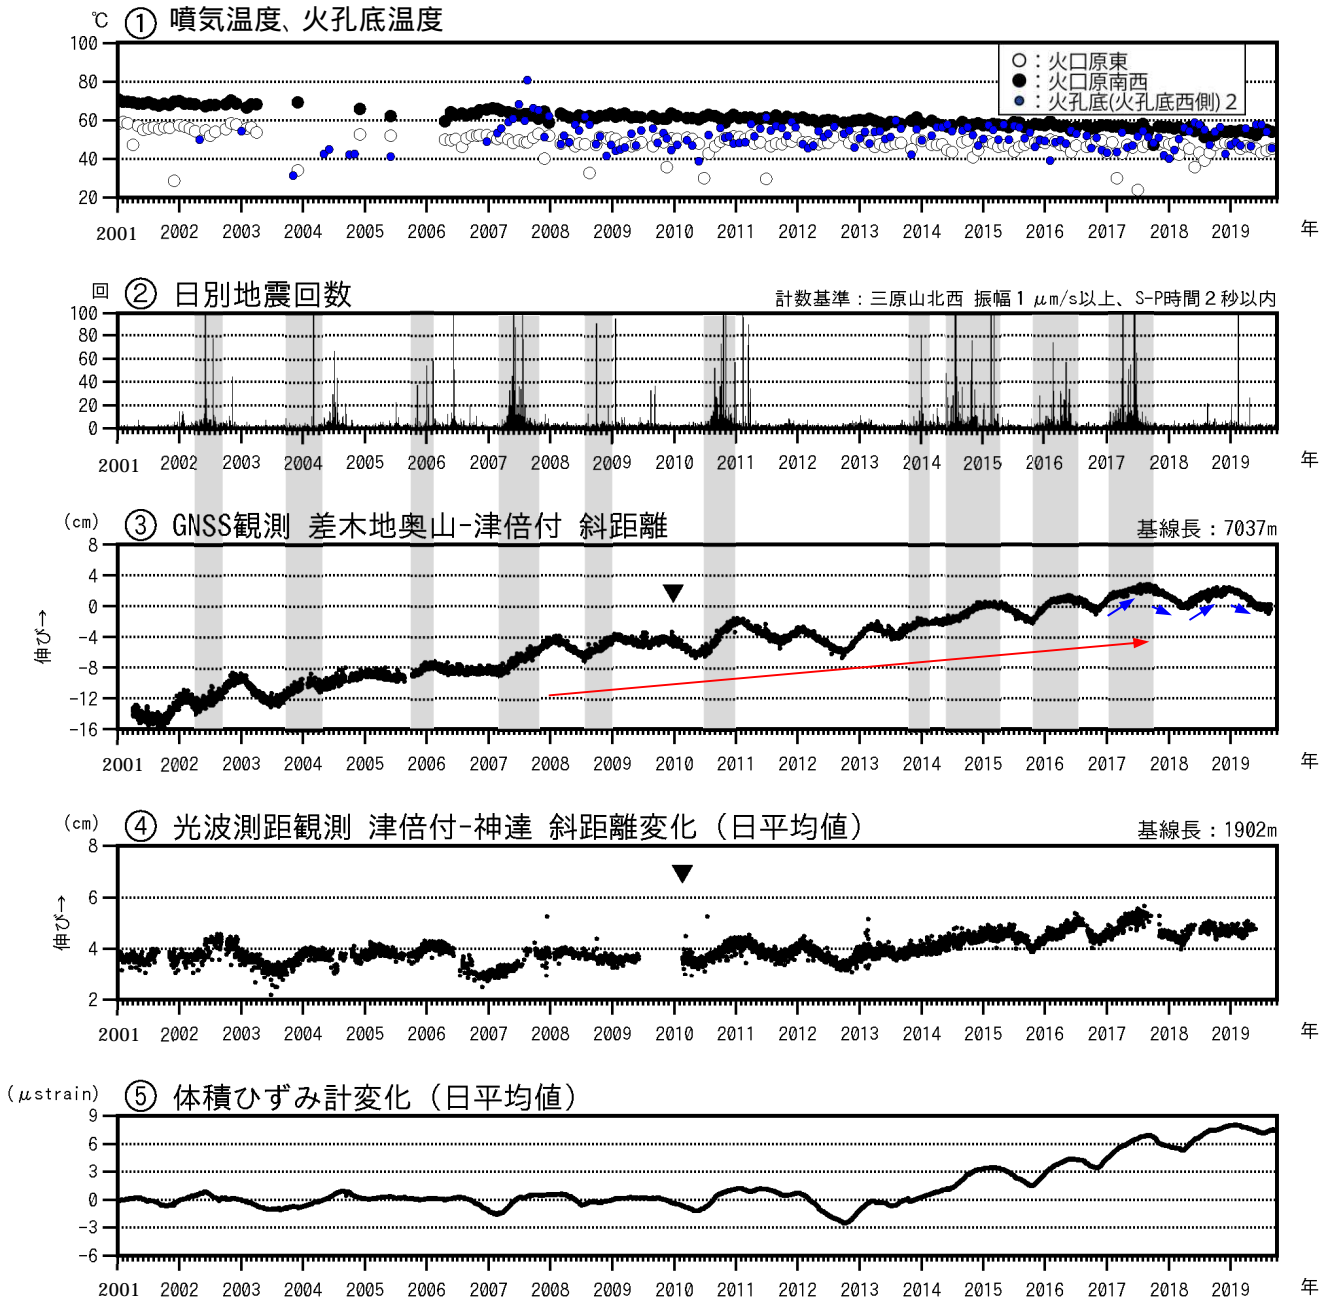 ℃ ① 噴気温度、火孔底温度
100
80
60
40
20
○ : 火口原東
● : 火口原南西
● : 火孔底(火孔底西側) 2
2001 2002 2003 2004 2005 2006 2007 2008 2009 2010 2011 2012 2013 2014 2015 2016 2017 2018 2019 年
回 ② 日別地震回数
計数基準：三原山北西 振幅１μm/s以上、S-P時間２秒以内
100
80
60
40
20
0
2001 2002 2003 2004 2005 2006 2007 2008 2009 2010 2011 2012 2013 2014 2015 2016 2017 2018 2019 年
(cm) ③ GNSS観測 差木地奥山-津倍付 斜距離
基線長：7037m
8
4
0
-4
-8
-12
-16
伸び→
2001 2002 2003 2004 2005 2006 2007 2008 2009 2010 2011 2012 2013 2014 2015 2016 2017 2018 2019 年
(cm) ④ 光波測距観測 津倍付-神達 斜距離変化（日平均値）
基線長：1902m
8
6
4
2
伸び→
2001 2002 2003 2004 2005 2006 2007 2008 2009 2010 2011 2012 2013 2014 2015 2016 2017 2018 2019 年
(μstrain) ⑤ 体積ひずみ計変化（日平均値）
9
6
3
0
-3
-6
2001 2002 2003 2004 2005 2006 2007 2008 2009 2010 2011 2012 2013 2014 2015 2016 2017 2018 2019 年